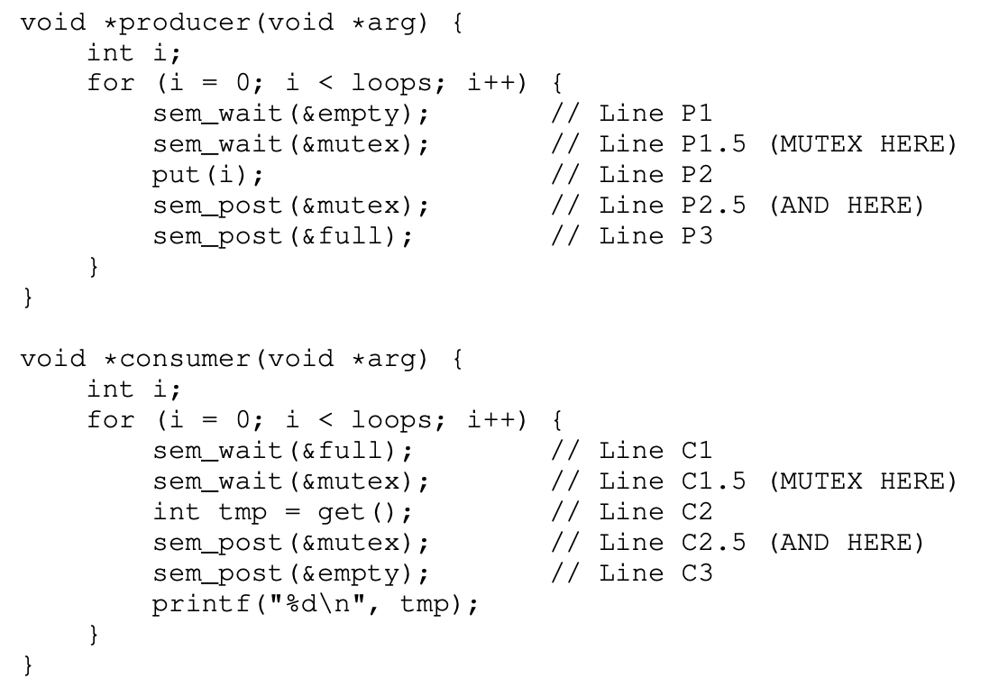 void *producer(void *arg) {
    int i;
    for (i = 0; i < loops; i++) {
        sem_wait(&empty);       // Line P1
        sem_wait(&mutex);       // Line P1.5 (MUTEX HERE)
        put(i);                 // Line P2
        sem_post(&mutex);       // Line P2.5 (AND HERE)
        sem_post(&full);        // Line P3
    }
}

void *consumer(void *arg) {
    int i;
    for (i = 0; i < loops; i++) {
        sem_wait(&full);        // Line C1
        sem_wait(&mutex);       // Line C1.5 (MUTEX HERE)
        int tmp = get();        // Line C2
        sem_post(&mutex);       // Line C2.5 (AND HERE)
        sem_post(&empty);       // Line C3
        printf("%d\n", tmp);
    }
}